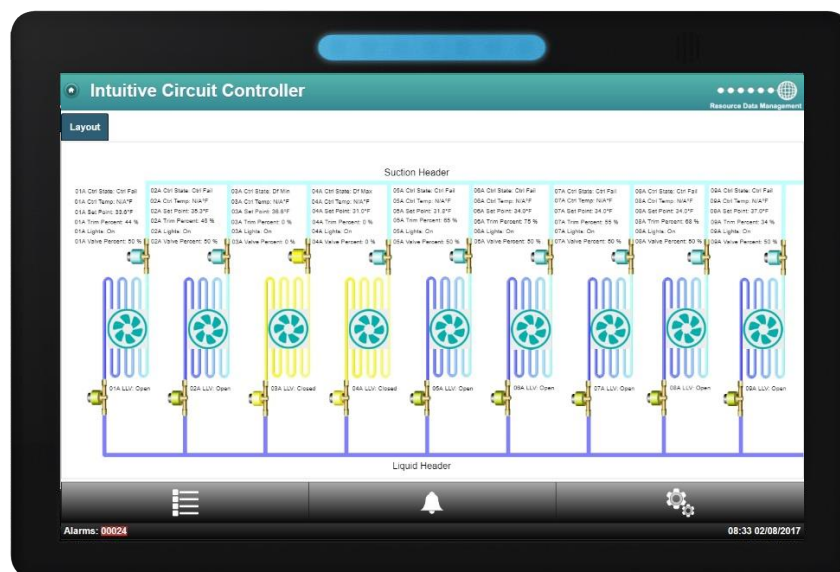 Intuitive Circuit Controller
Resource Data Management
Layout
Suction Header
01A Ctrl State: Ctrl Fail
01A Ctrl Temp: N/A°F
01A Set Point:
01A Trim Percent: 44 %
01A Lights: On
01A Valve Percent: 50 %
02A Ctrl State: Ctrl Fail
02A Ctrl Temp: N/A°F
02A Set Point:
02A Trim Percent:
02A Lights: On
02A Valve Percent: 50 %
03A Ctrl State: Df Min
03A Ctrl Temp: N/A°F
03A Set Point:
03A Trim Percent: 0 %
03A Lights: On
03A Valve Percent: 0 %
04A Ctrl State: Df Max
04A Ctrl Temp: N/A°F
04A Set Point: 31.0°F
04A Trim Percent: 0 %
04A Lights: On
04A Valve Percent: 0 %
05A Ctrl State: Ctrl Fail
05A Ctrl Temp: N/A°F
05A Set Point:
05A Trim Percent:
05A Lights: On
05A Valve Percent: 50 %
06A Ctrl State: Ctrl Fail
06A Ctrl Temp: N/A°F
06A Set Point: 34.0°F
06A Trim Percent: 75 %
06A Lights: On
06A Valve Percent: 50 %
07A Ctrl State: Ctrl Fail
07A Ctrl Temp: N/A°F
07A Set Point: 34.0°F
07A Trim Percent: 55 %
07A Lights: On
07A Valve Percent: 50 %
08A Ctrl State: Ctrl Fail
08A Ctrl Temp: N/A°F
08A Set Point:
08A Trim Percent: 68 %
08A Lights: On
08A Valve Percent: 50 %
09A Ctrl State: Ctrl Fail
09A Ctrl Temp: N/A°F
09A Set Point: 37.0°F
09A Trim Percent: 34 %
09A Lights: On
09A Valve Percent: 50 %
01A LLV: Open
02A LLV: Open
03A LLV: Closed
04A LLV: Closed
05A LLV: Open
06A LLV: Open
07A LLV: Open
08A LLV: Open
09A LLV: Open
Liquid Header
Alarms: 00024
08:33 02/08/2017